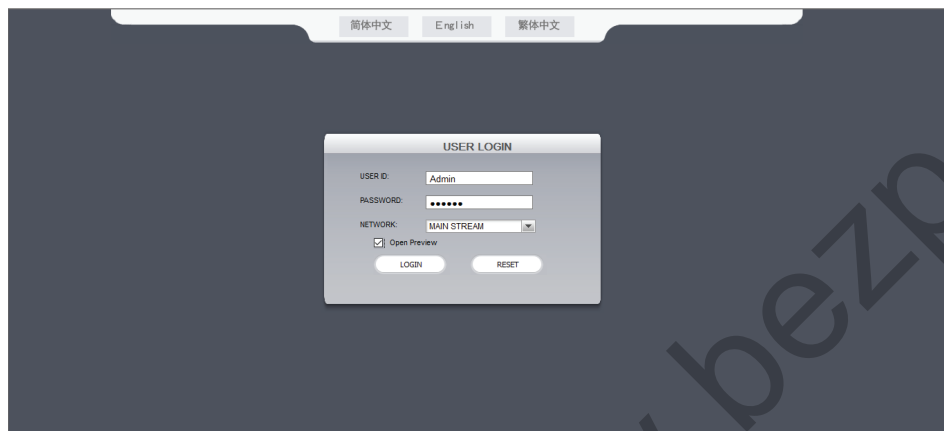 简体中文 English 繁体中文
USER LOGIN
USER ID: Admin
PASSWORD: ••••••
NETWORK: MAIN STREAM
Open Preview
LOGIN RESET
bezp